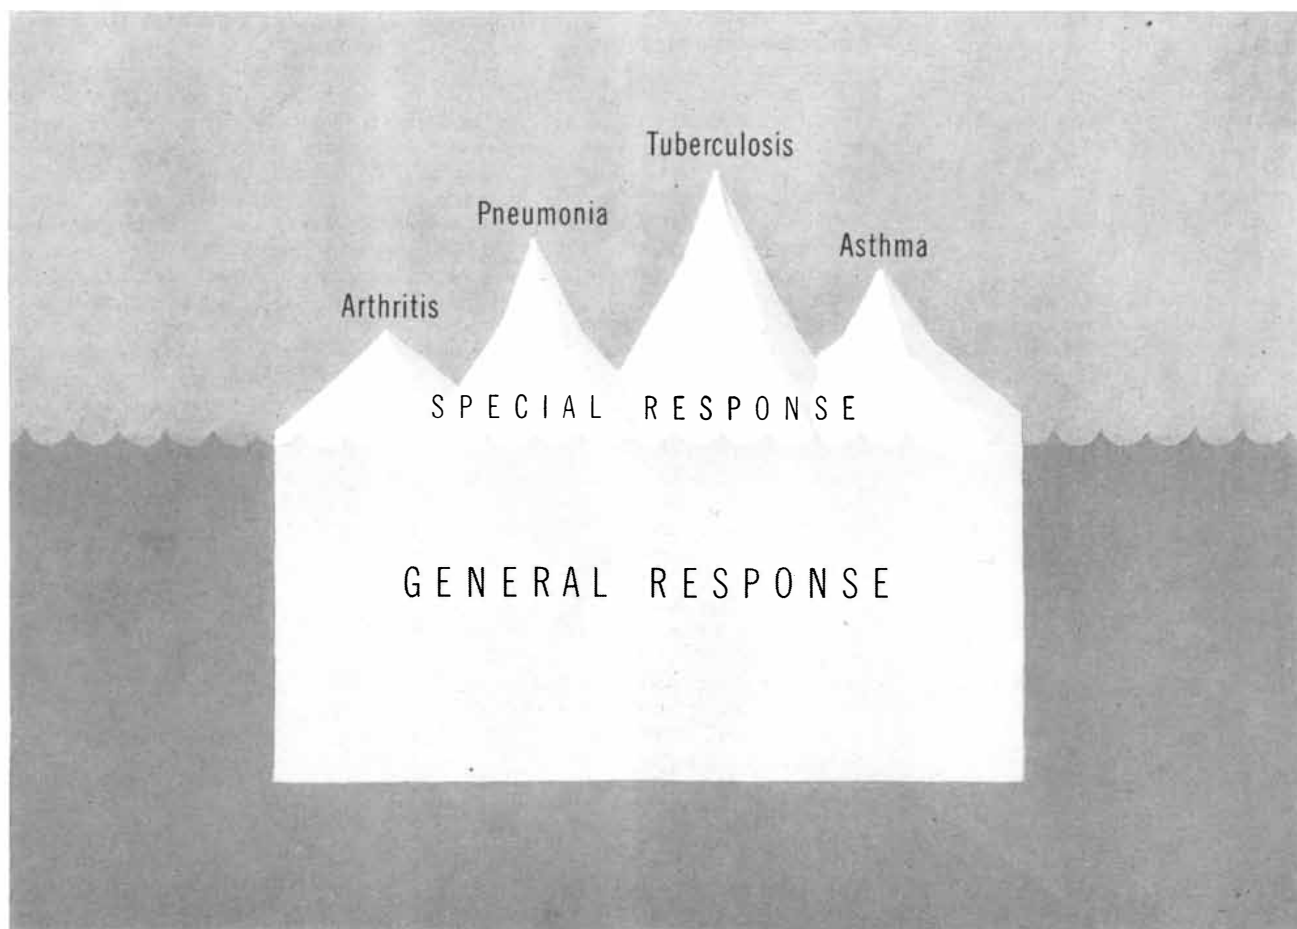 Tuberculosis
Pneumonia
Asthma
Arthritis
SPECIAL RESPONSE
GENERAL RESPONSE